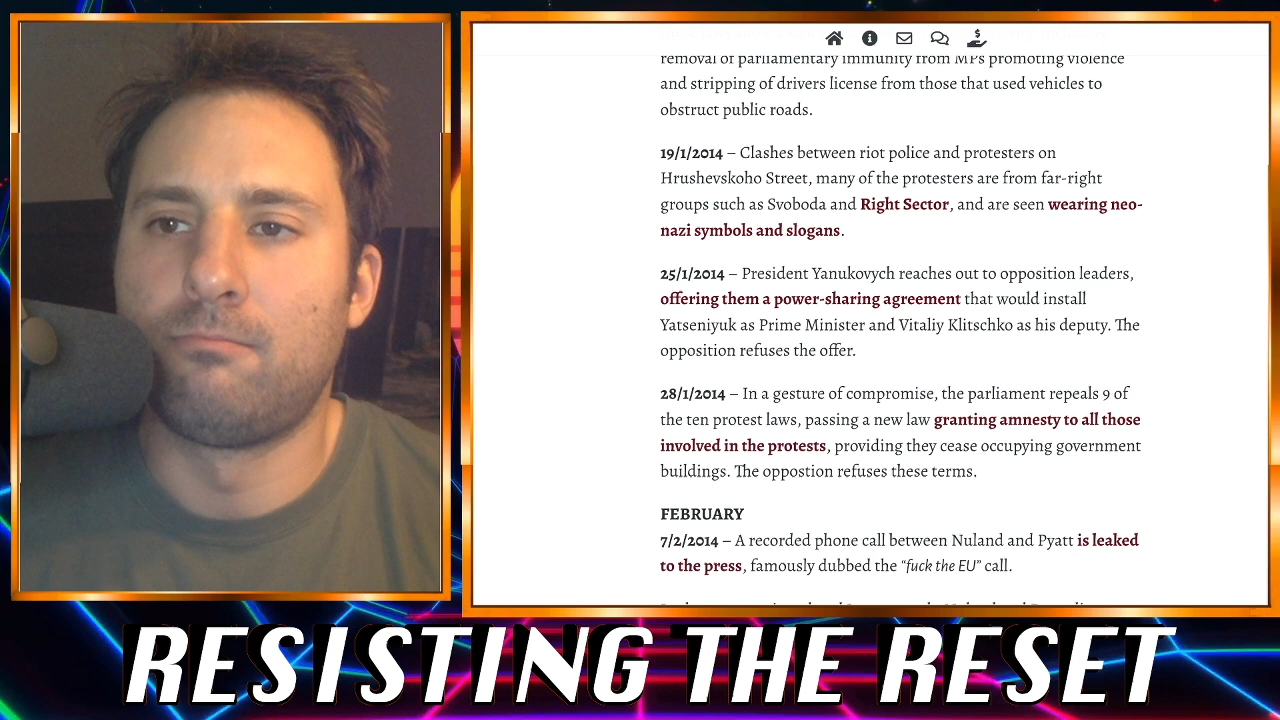 removal of parliamentary immunity from MPs promoting violence
and stripping of drivers license from those that used vehicles to
obstruct public roads.
19/1/2014 – Clashes between riot police and protesters on
Hrushevskoho Street, many of the protesters are from far-right
groups such as Svoboda and Right Sector, and are seen wearing neo-
nazi symbols and slogans.
25/1/2014 – President Yanukovych reaches out to opposition leaders,
offering them a power-sharing agreement that would install
Yatseniyuk as Prime Minister and Vitaliy Klitschko as his deputy. The
opposition refuses the offer.
28/1/2014 – In a gesture of compromise, the parliament repeals 9 of
the ten protest laws, passing a new law granting amnesty to all those
involved in the protests, providing they cease occupying government
buildings. The oppostion refuses these terms.
FEBRUARY
7/2/2014 – A recorded phone call between Nuland and Pyatt is leaked
to the press, famously dubbed the “fuck the EU” call.
RESISTING THE RESET